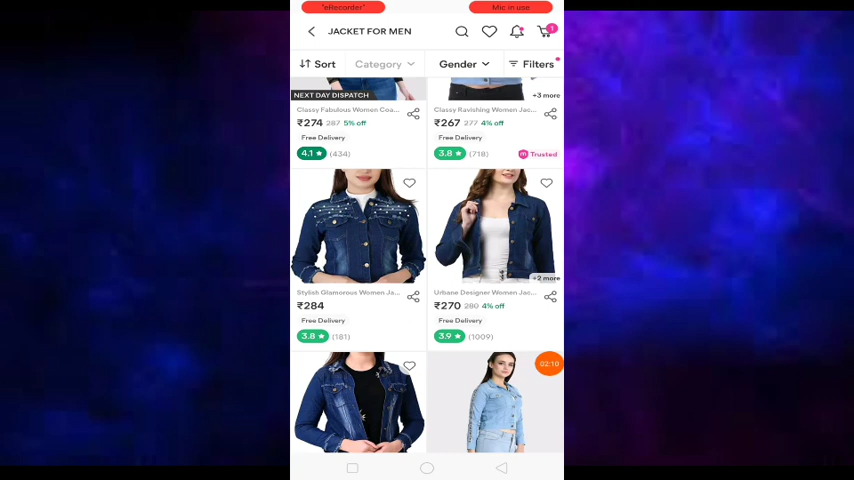 "eRecorder"
Mic in use
JACKET FOR MEN
1
Sort
Category
Gender
Filters
NEXT DAY DISPATCH
+3 more
Classy Fabulous Women Coa...
₹274 287 5% off
Free Delivery
4.1 ★ (434)
Classy Ravishing Women Jac...
₹267 277 4% off
Free Delivery
3.8 ★ (718)
m Trusted
+2 more
Stylish Glamorous Women Ja...
₹284
Free Delivery
3.8 ★ (181)
Urbane Designer Women Jac...
₹270 280 4% off
Free Delivery
3.9 ★ (1009)
02:10